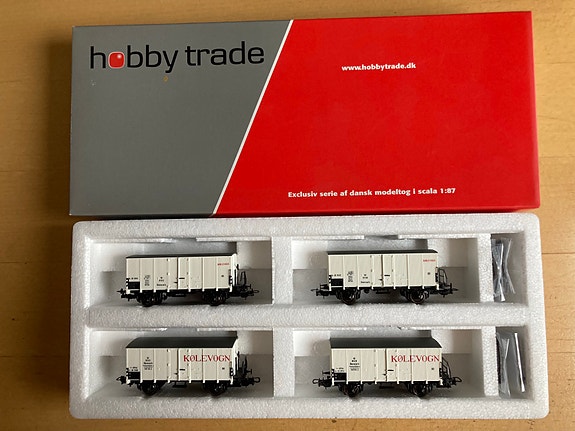 hobby trade
www.hobbytrade.dk
Exclusiv serie af dansk modeltog i scala 1:87
KØLEVOGN
KØLEVOGN